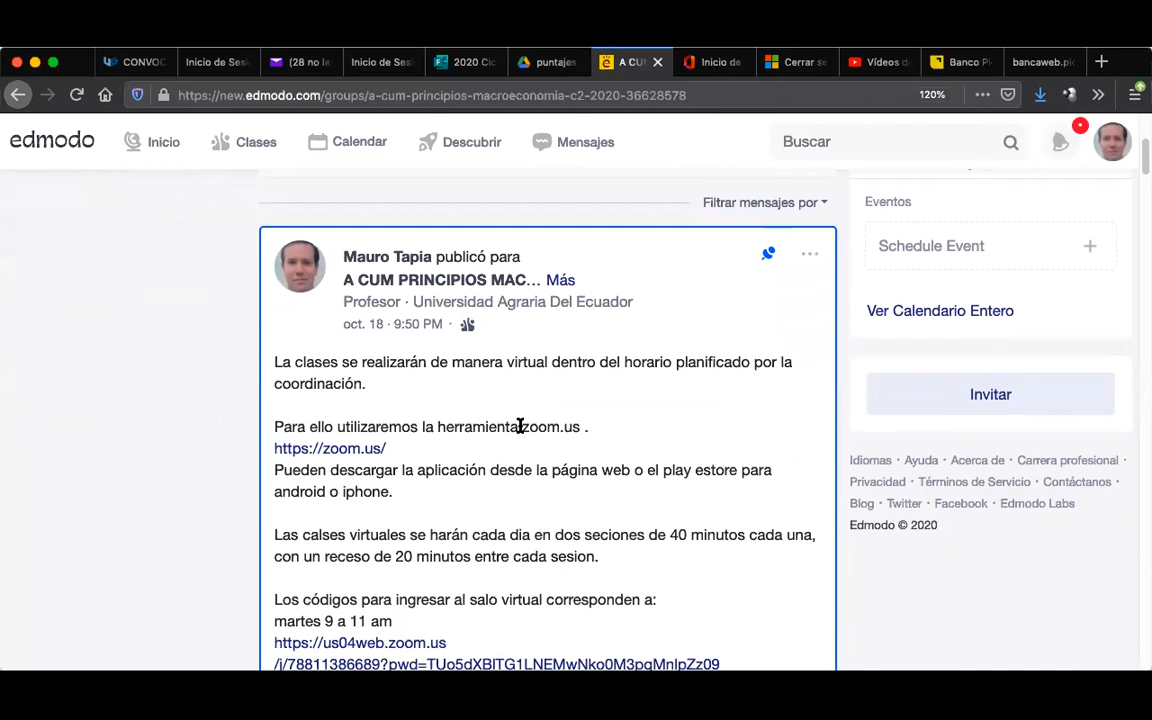 CONVOC
Inicio de Sesi
(28 no le
Inicio de Sesi
2020 Cic
puntajes
A CU
Inicio de
Cerrar se
Vídeos d
Banco P
bancaweb.pic
https://new.edmodo.com/groups/a-cum-principios-macroeconomia-c2-2020-36628578
120%
edmodo
Inicio
Clases
Calendar
Descubrir
Mensajes
Buscar
Filtrar mensajes por
Mauro Tapia publicó para
A CUM PRINCIPIOS MAC... Más
Profesor · Universidad Agraria Del Ecuador
oct. 18 · 9:50 PM ·
La clases se realizarán de manera virtual dentro del horario planificado por la
coordinación.
Para ello utilizaremos la herramienta zoom.us .
https://zoom.us/
Pueden descargar la aplicación desde la página web o el play estore para
android o iphone.
Las calses virtuales se harán cada dia en dos seciones de 40 minutos cada una,
con un receso de 20 minutos entre cada sesion.
Los códigos para ingresar al salo virtual corresponden a:
martes 9 a 11 am
https://us04web.zoom.us
/j/78811386689?pwd=TUo5dXBlTG1LNEMwNko0M3pqMnlpZz09
Eventos
Schedule Event
Ver Calendario Entero
Invitar
Idiomas · Ayuda · Acerca de · Carrera profesional ·
Privacidad · Términos de Servicio · Contáctanos ·
Blog · Twitter · Facebook · Edmodo Labs
Edmodo © 2020